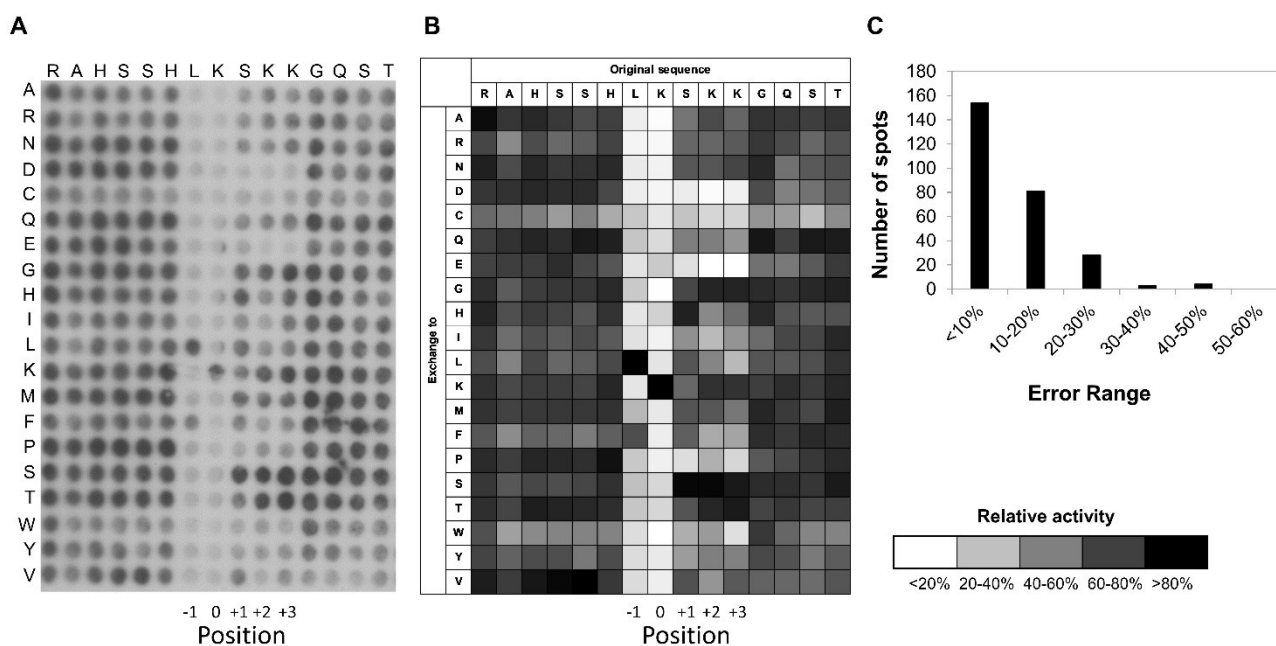 A
R A H S S H L K S K K G Q S T
A
R
N
D
C
Q
E
G
H
I
L
K
M
F
P
S
T
W
Y
V
-1 0 +1 +2 +3
Position
B
Original sequence
R A H S S H L K S K K G Q S T
Exchange to
A
R
N
D
C
Q
E
G
H
I
L
K
M
F
P
S
T
W
Y
V
-1 0 +1 +2 +3
Position
C
Number of spots
180
160
140
120
100
80
60
40
20
0
<10% 10-20% 20-30% 30-40% 40-50% 50-60%
Error Range
Relative activity
<20% 20-40% 40-60% 60-80% >80%